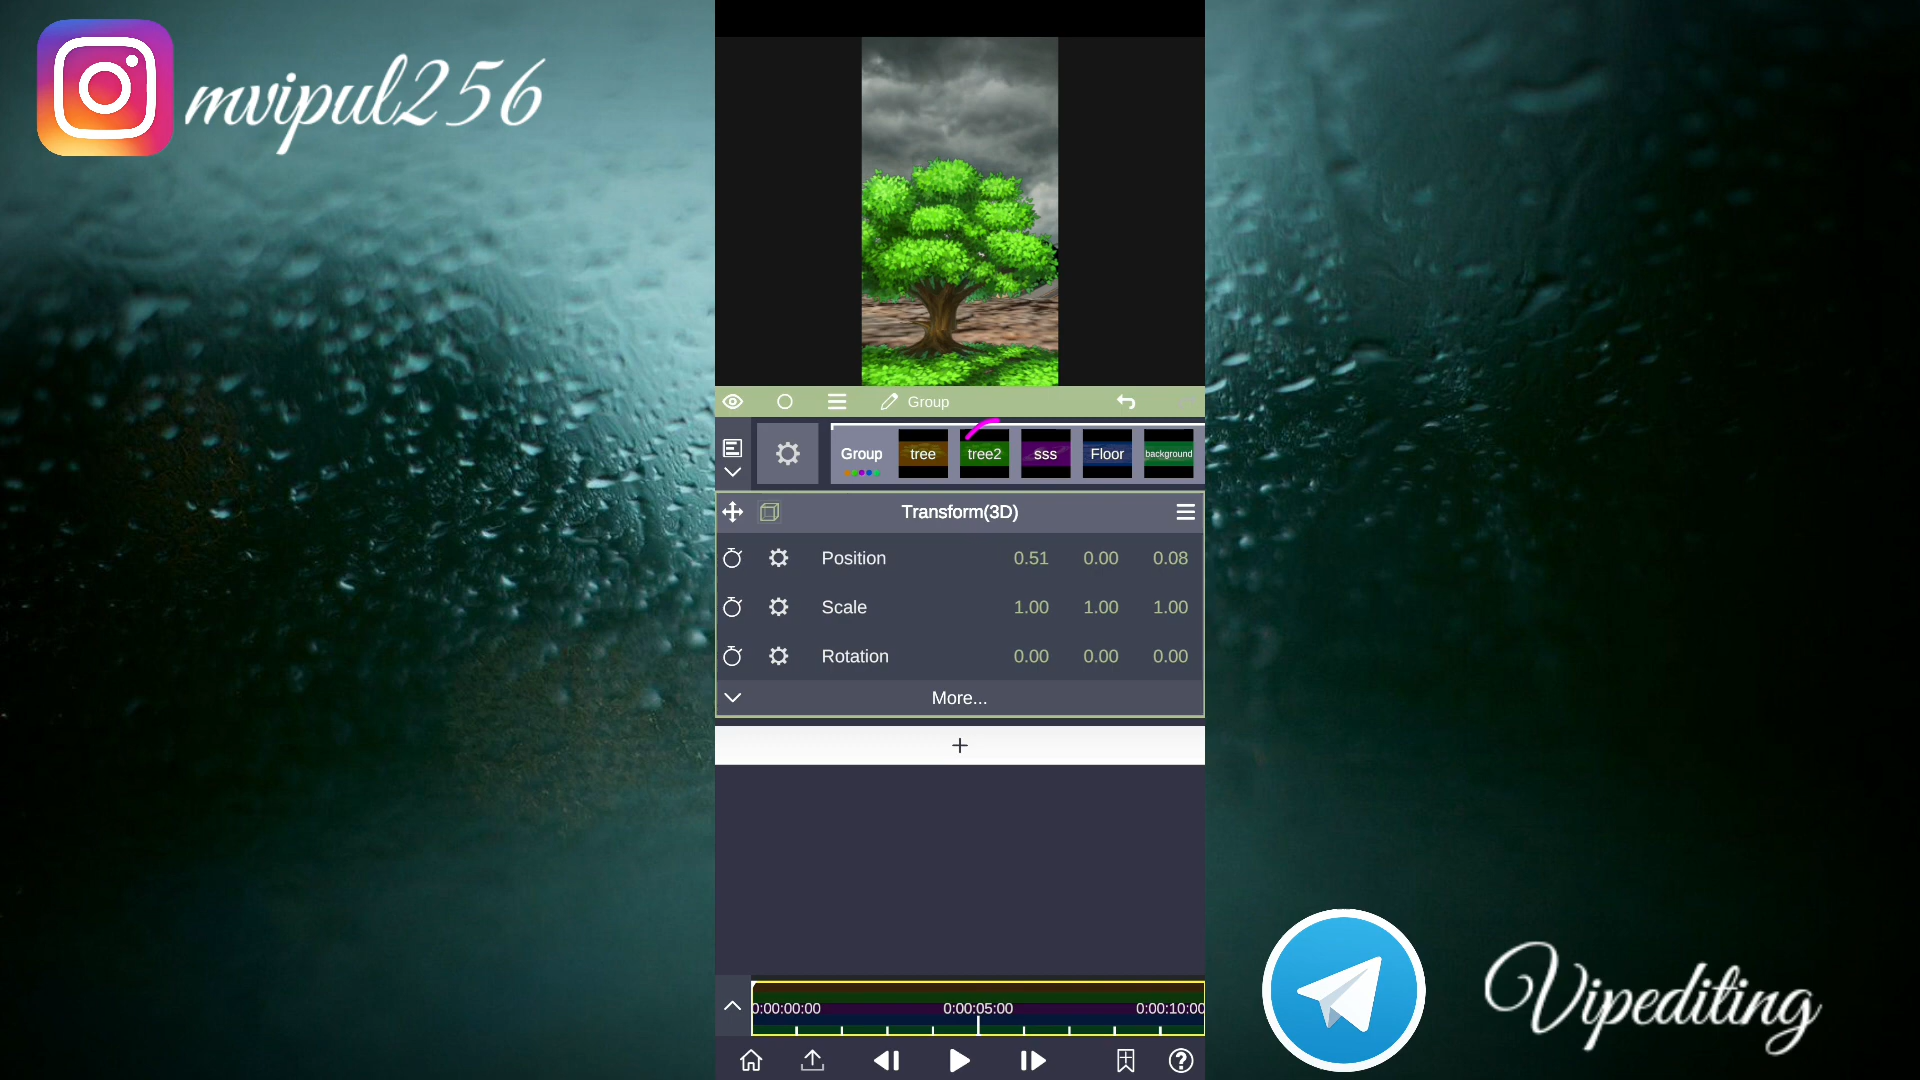 mvipul256
Group
Group
tree
tree2
sss
Floor
background
Transform(3D)
Position 0.51 0.00 0.08
Scale 1.00 1.00 1.00
Rotation 0.00 0.00 0.00
More...
+
0:00:00:00 0:00:05:00 0:00:10:00
Vipediting